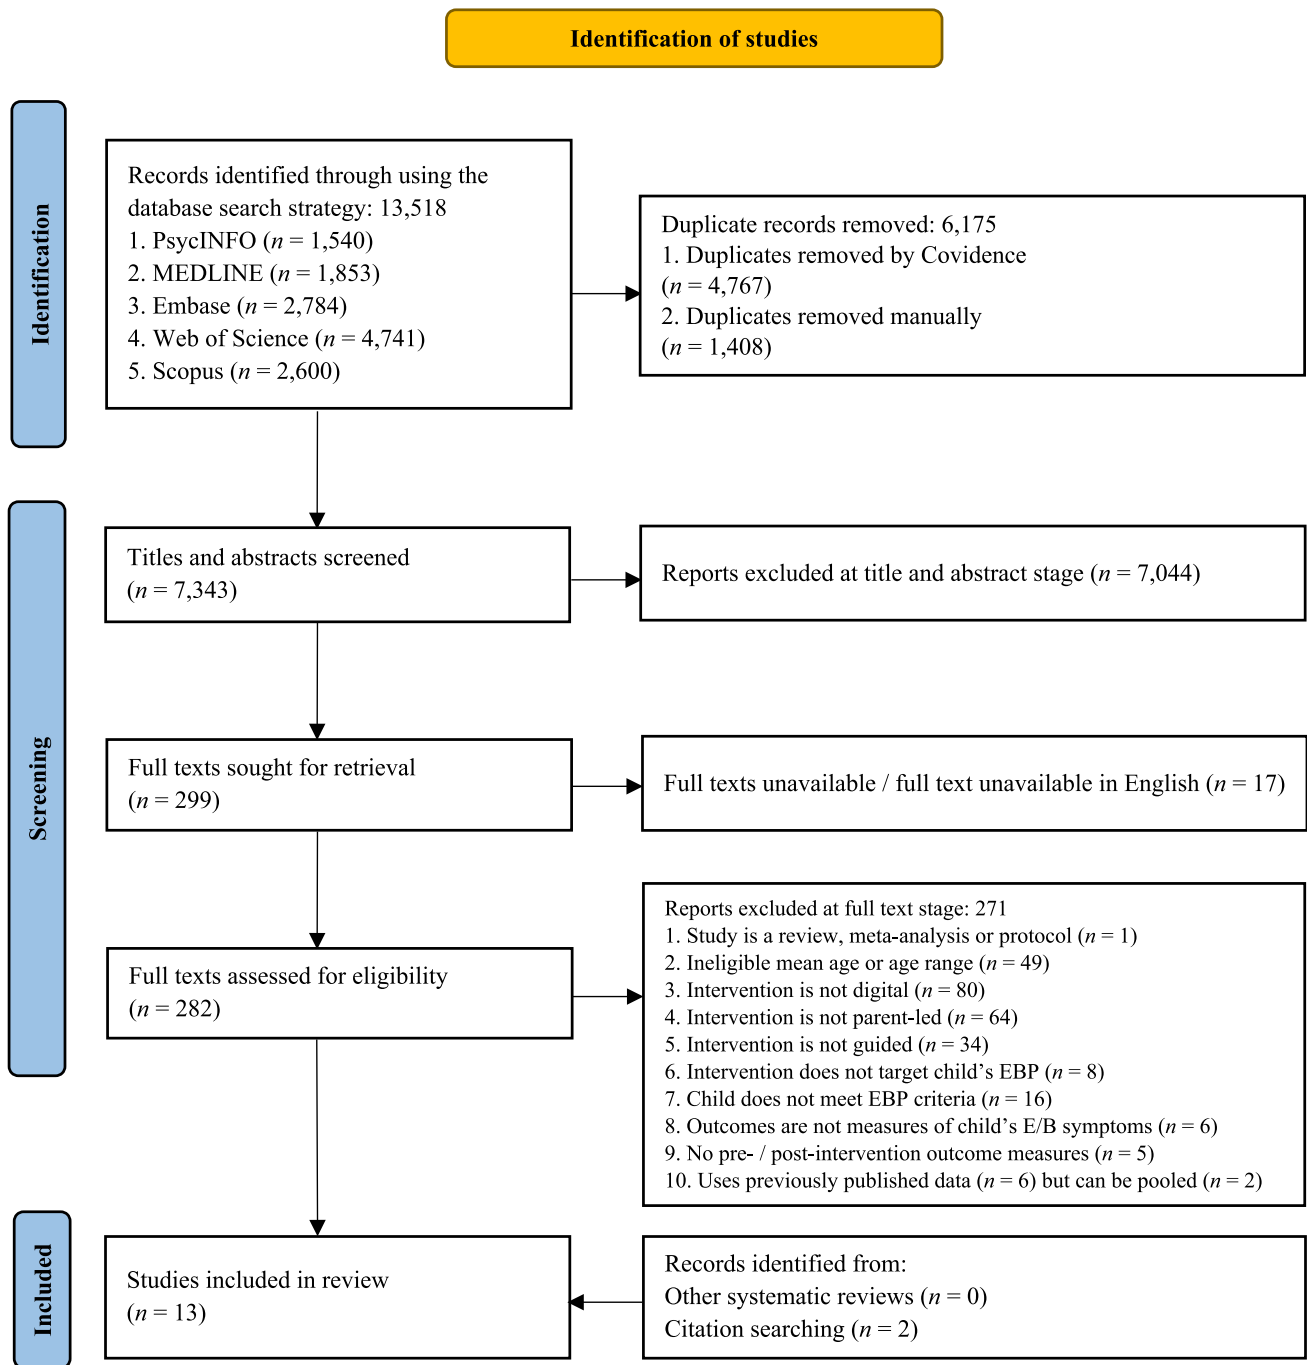 Identification of studies
Identification
Records identified through using the
database search strategy: 13,518
1. PsycINFO (n = 1,540)
2. MEDLINE (n = 1,853)
3. Embase (n = 2,784)
4. Web of Science (n = 4,741)
5. Scopus (n = 2,600)
Duplicate records removed: 6,175
1. Duplicates removed by Covidence
(n = 4,767)
2. Duplicates removed manually
(n = 1,408)
Screening
Titles and abstracts screened
(n = 7,343)
Reports excluded at title and abstract stage (n = 7,044)
Full texts sought for retrieval
(n = 299)
Full texts unavailable / full text unavailable in English (n = 17)
Full texts assessed for eligibility
(n = 282)
Reports excluded at full text stage: 271
1. Study is a review, meta-analysis or protocol (n = 1)
2. Ineligible mean age or age range (n = 49)
3. Intervention is not digital (n = 80)
4. Intervention is not parent-led (n = 64)
5. Intervention is not guided (n = 34)
6. Intervention does not target child's EBP (n = 8)
7. Child does not meet EBP criteria (n = 16)
8. Outcomes are not measures of child's E/B symptoms (n = 6)
9. No pre- / post-intervention outcome measures (n = 5)
10. Uses previously published data (n = 6) but can be pooled (n = 2)
Included
Studies included in review
(n = 13)
Records identified from:
Other systematic reviews (n = 0)
Citation searching (n = 2)